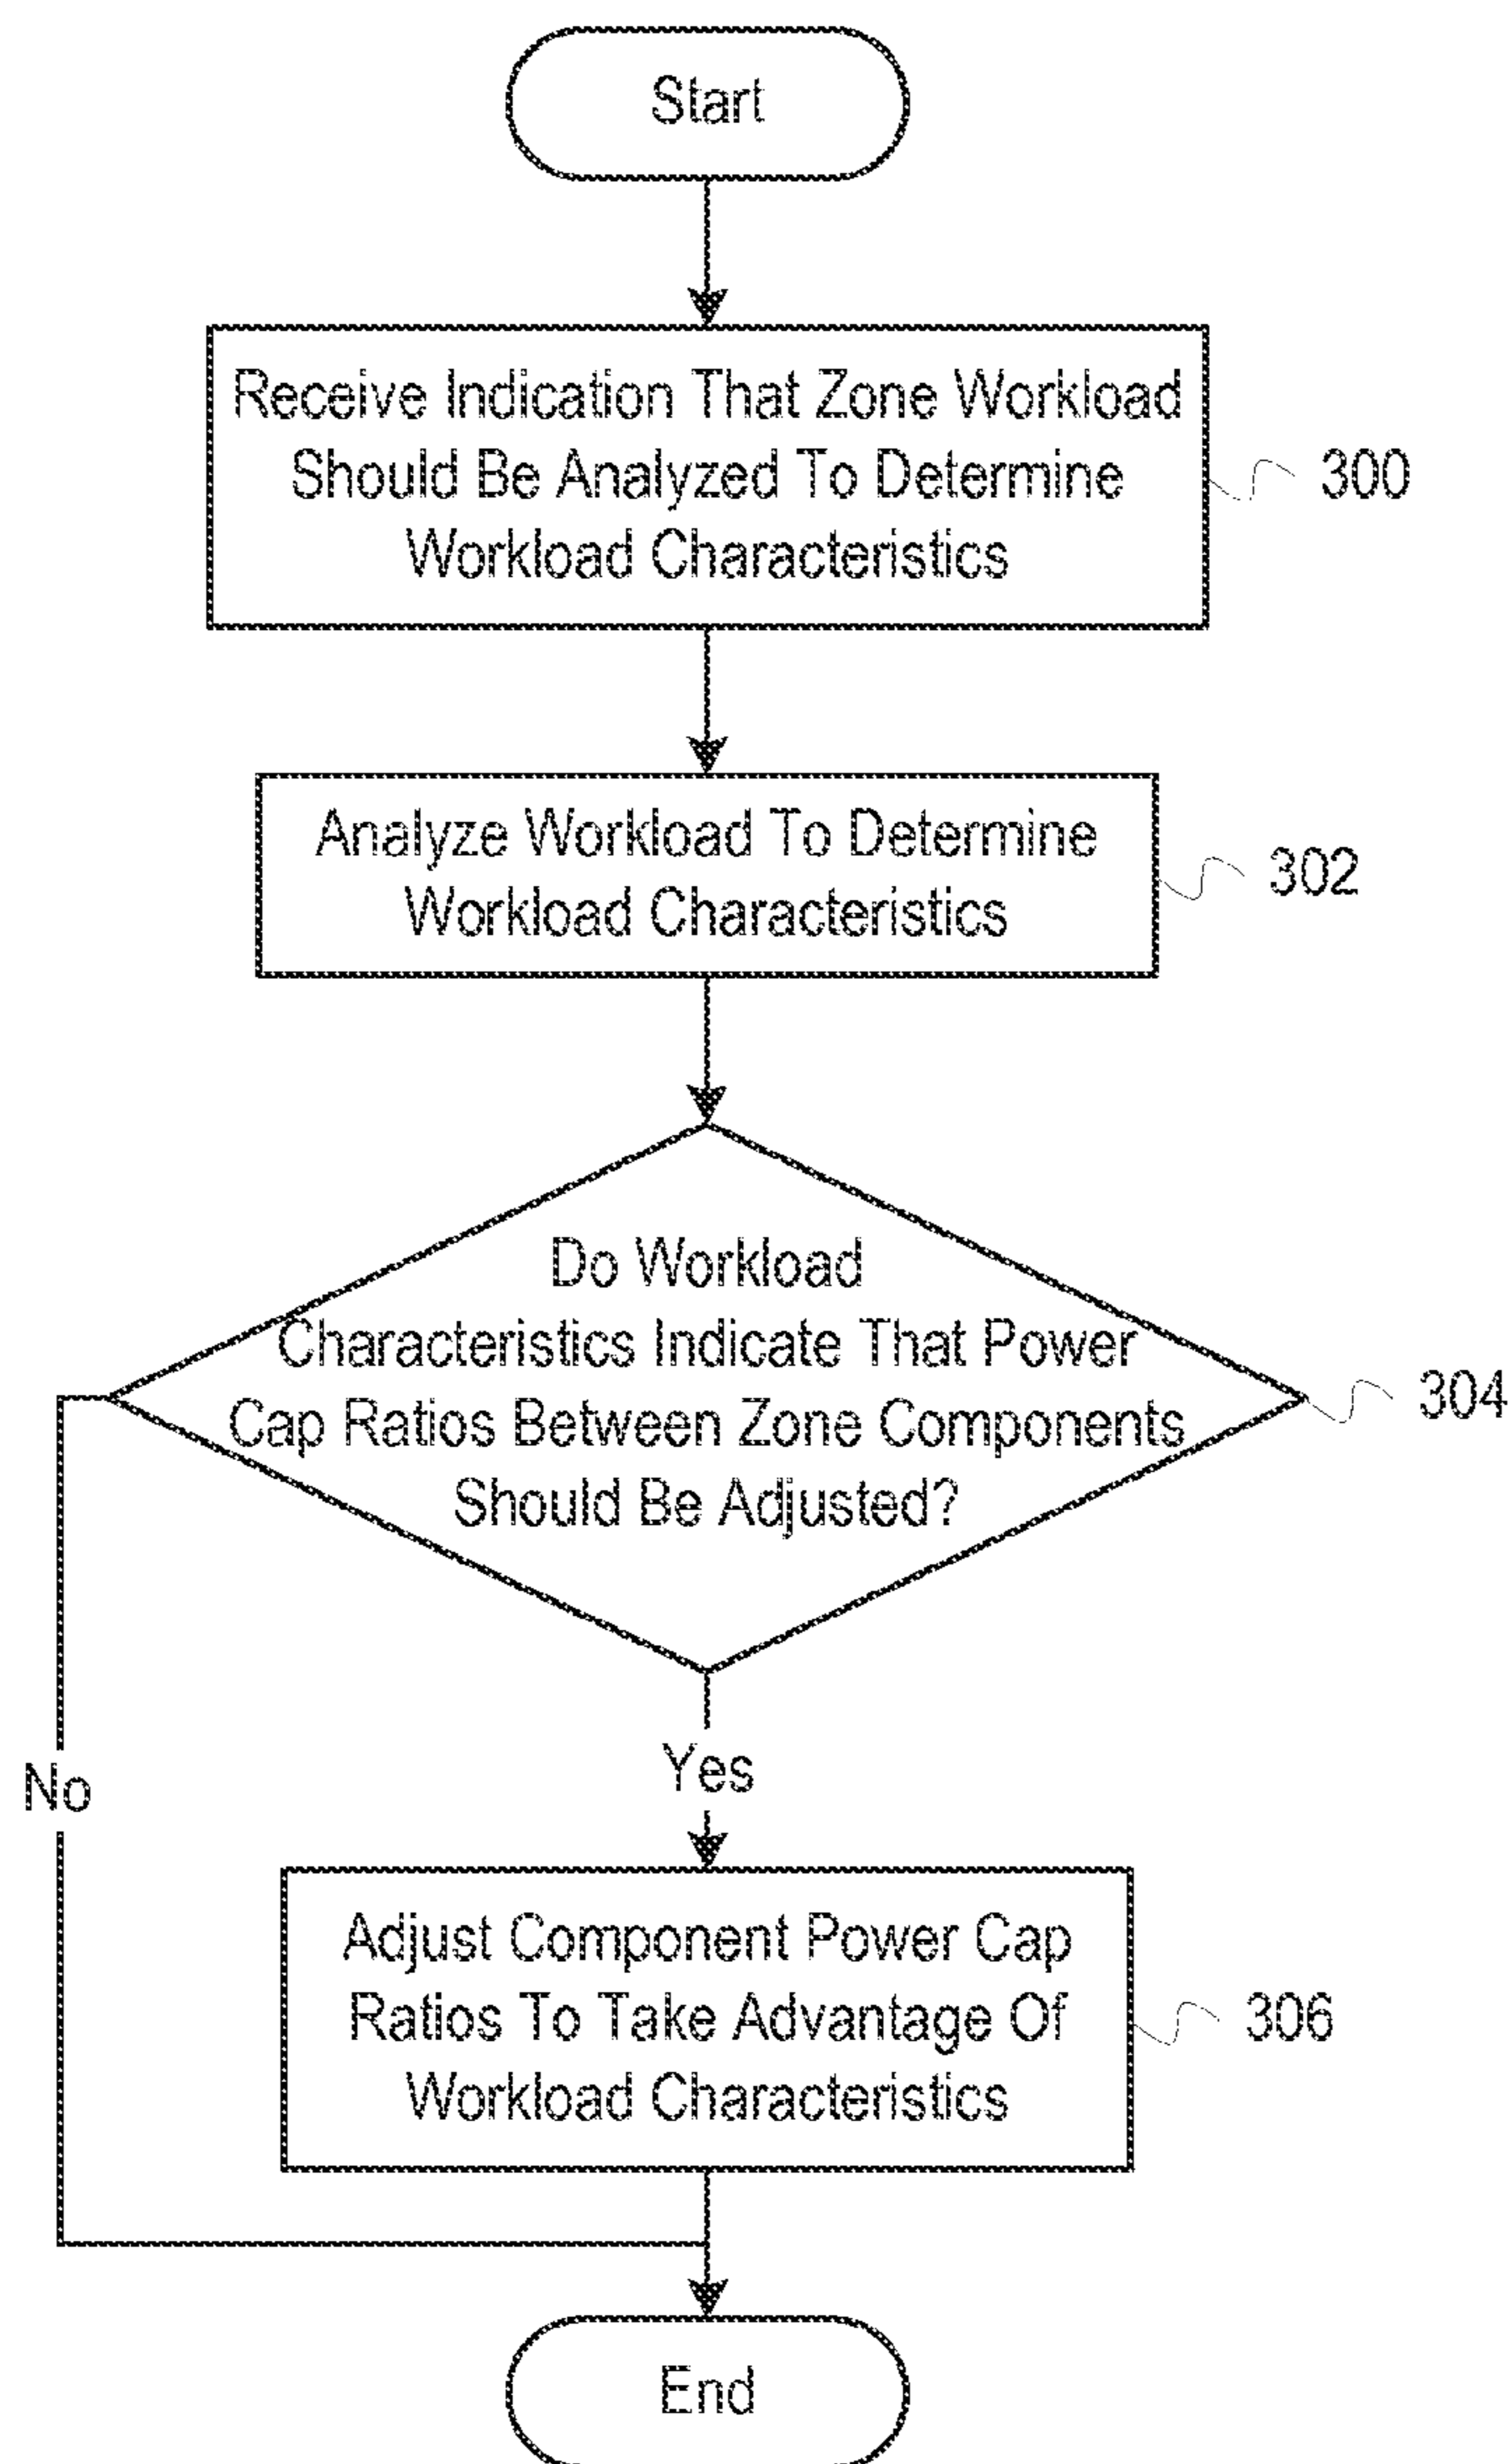 Start
Receive Indication That Zone Workload
Should Be Analyzed To Determine
Workload Characteristics
300
Analyze Workload To Determine
Workload Characteristics
302
Do Workload
Characteristics Indicate That Power
Cap Ratios Between Zone Components
Should Be Adjusted?
304
No
Yes
Adjust Component Power Cap
Ratios To Take Advantage Of
Workload Characteristics
306
End